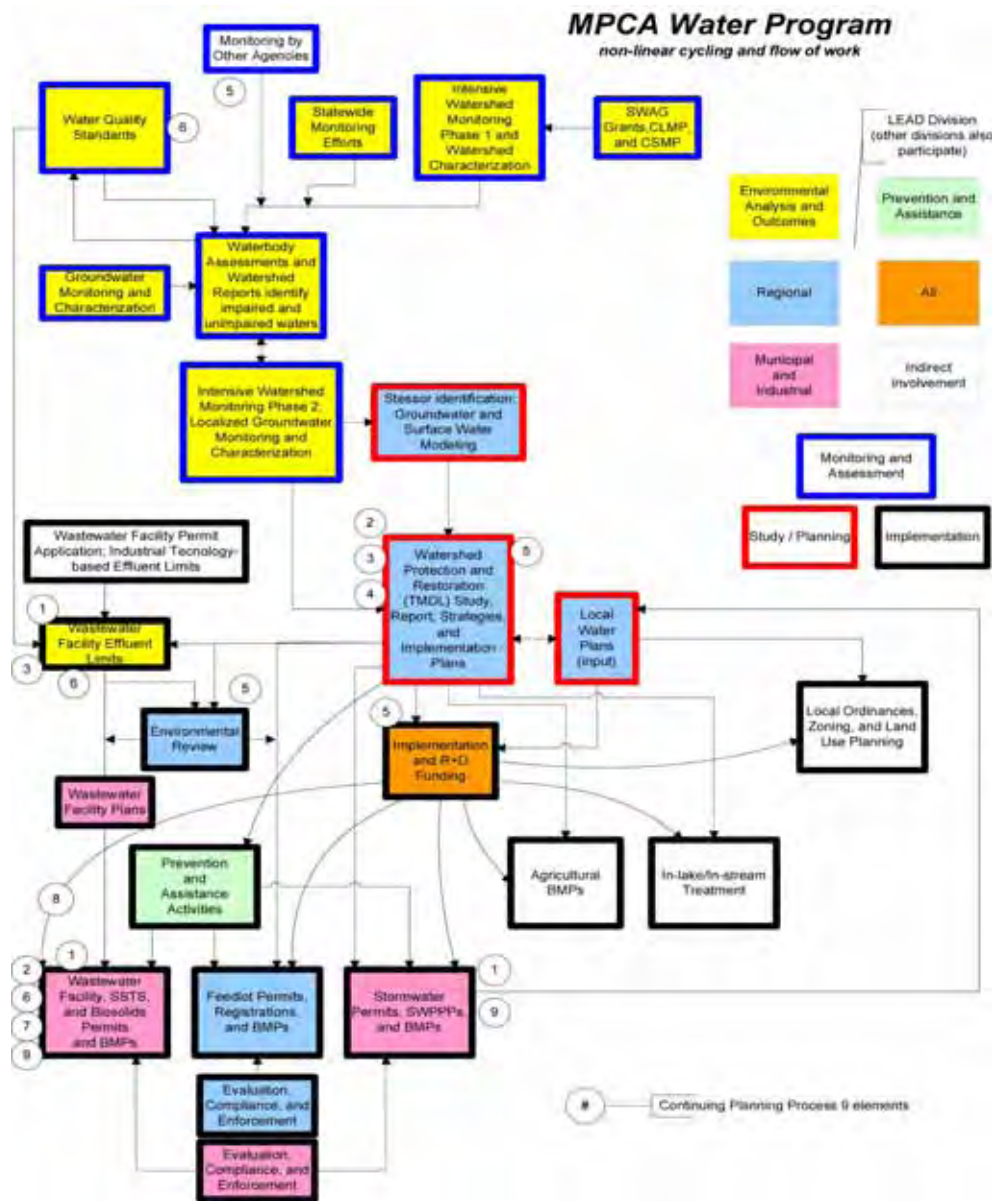 MPCA Water Program
non-linear cycling and flow of work
Monitoring by
Other Agencies
5
Water Quality
Standards
6
Statewide
Monitoring
Efforts
Intensive
Watershed
Monitoring
Phase 1 and
Watershed
Characterization
SWAG
Grants,CLMP,
and CSMP
LEAD Division
(other divisions also
participate)
Environmental
Analysis and
Outcomes
Prevention and
Assistance
Regional
All
Municipal
and
Industrial
Indirect
involvement
Monitoring and
Assessment
Study / Planning
Implementation
Groundwater
Monitoring and
Characterization
Waterbody
Assessments and
Watershed
Reports identify
impaired and
unimpaired waters
Intensive Watershed
Monitoring Phase 2;
Localized Groundwater
Monitoring and
Characterization
Stessor identification;
Groundwater and
Surface Water
Modeling
Wastewater Facility Permit
Application; Industrial Tecnology-
based Effluent Limits
1
Wastewater
Facility Effluent
Limits
3
6
2
3
4
5
Watershed
Protection and
Restoration
(TMDL) Study,
Report, Strategies,
and
Implementation
Plans
Local
Water
Plans
(input)
5
Environmental
Review
Wastewater
Facility Plans
5
Implementation
and R+D
Funding
Local Ordinances,
Zoning, and Land
Use Planning
Prevention
and
Assistance
Activities
8
Agricultural
BMPs
In-lake/In-stream
Treatment
1
2
6
7
9
Wastewater
Facility, SSTS,
and Biosolids
Permits
and BMPs
Feedlot Permits,
Registrations,
and BMPs
Stormwater
Permits, SWPPPs,
and BMPs
1
9
Evaluation,
Compliance, and
Enforcement
Evaluation,
Compliance, and
Enforcement
# Continuing Planning Process 9 elements